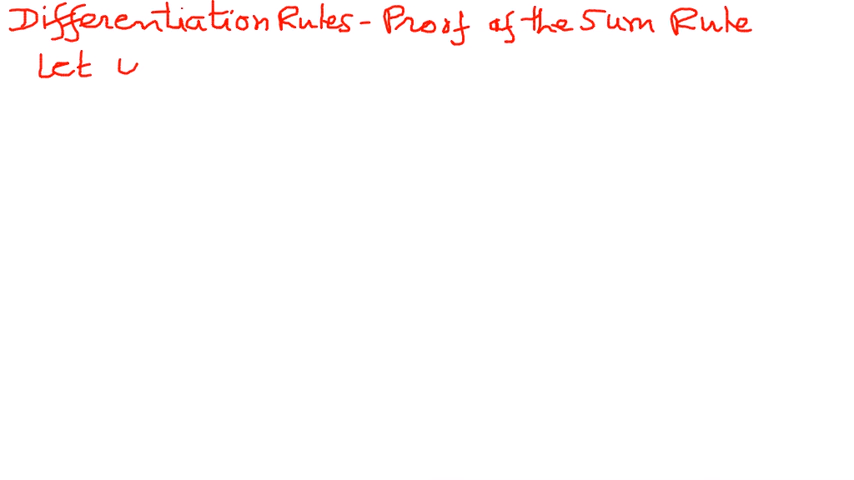 Differentiation Rules - Proof of the Sum Rule
Let u